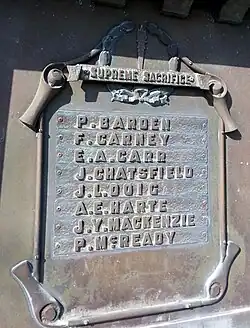 SUPREME SACRIFICE
P. BARDEN
F. CARNEY
E. A. CARR
J. CHATSFIELD
J. L. DOIG
A. E. HARTE
J. Y. MACKENZIE
P. McREADY